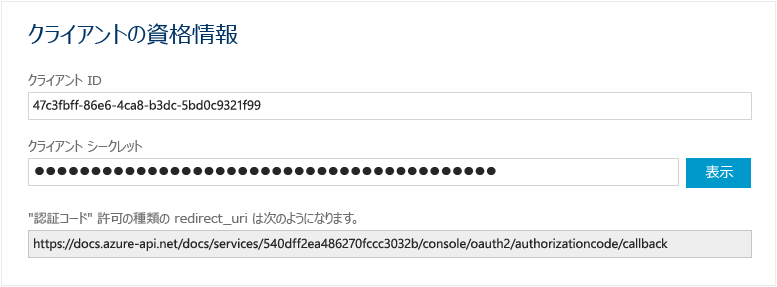 クライアントの資格情報
クライアント ID
47c3fbff-86e6-4ca8-b3dc-5bd0c9321f99
クライアント シークレット
●●●●●●●●●●●●●●●●●●●●●●●●●●●●●●●●●●●●●●●●● 表示
"認証コード" 許可の種類の redirect_uri は次のようになります。
https://docs.azure-api.net/docs/services/540dff2ea486270fccc3032b/console/oauth2/authorizationcode/callback